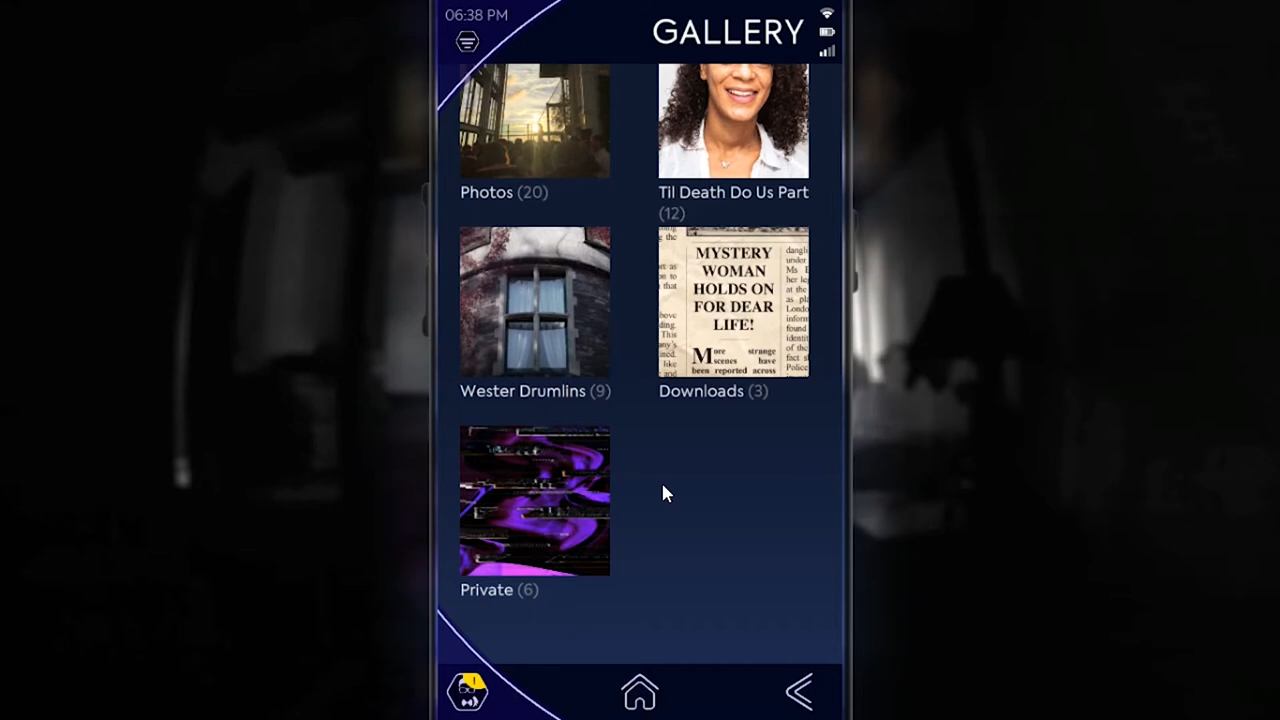 06:38 PM
GALLERY
Photos (20)
Til Death Do Us Part
(12)
MYSTERY
WOMAN
HOLDS ON
FOR DEAR
LIFE!
More strange
scenes have
been reported across
Wester Drumlins (9)
Downloads (3)
Private (6)